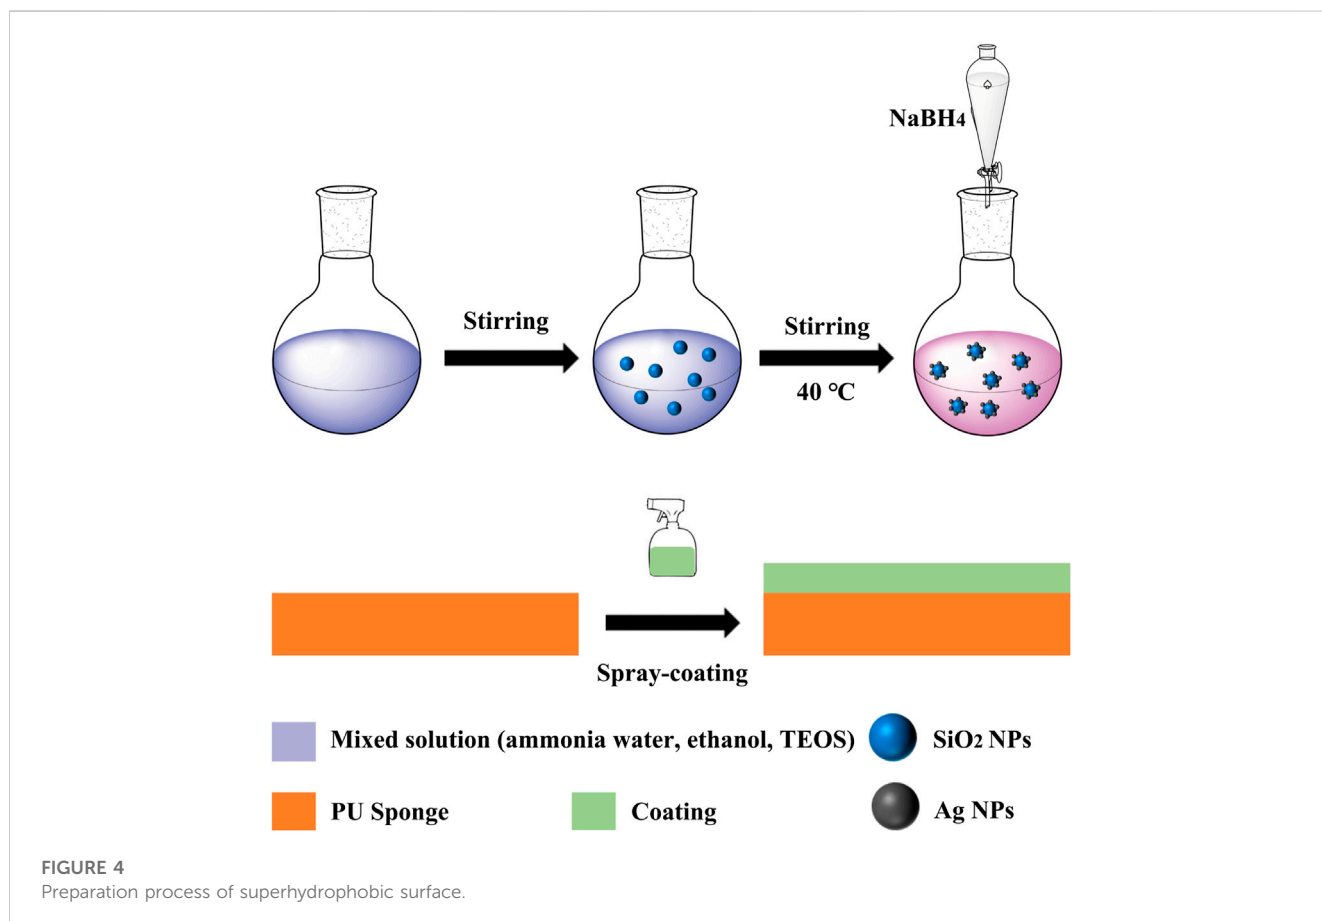 NaBH4
Stirring
Stirring
40 °C
Spray-coating
Mixed solution (ammonia water, ethanol, TEOS)
SiO2 NPs
PU Sponge
Coating
Ag NPs
FIGURE 4
Preparation process of superhydrophobic surface.